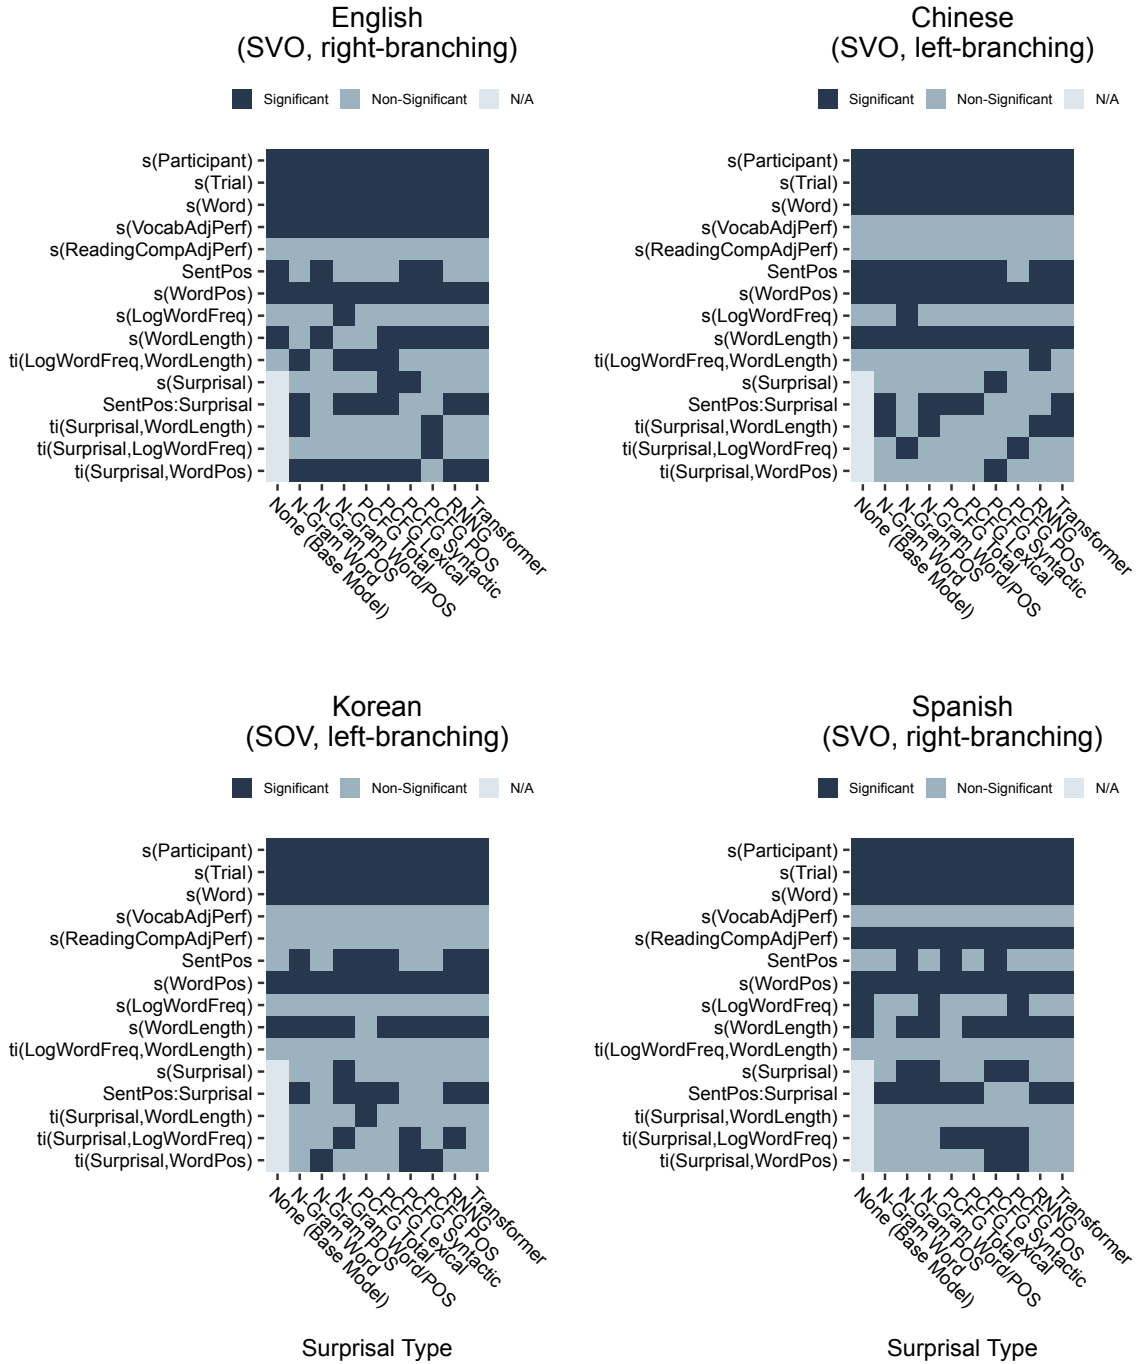 English
(SVO, right-branching)
Significant Non-Significant N/A
s(Participant)
s(Trial)
s(Word)
s(VocabAdjPerf)
s(ReadingCompAdjPerf)
SentPos
s(WordPos)
s(LogWordFreq)
s(WordLength)
ti(LogWordFreq,WordLength)
s(Surprisal)
SentPos:Surprisal
ti(Surprisal,WordLength)
ti(Surprisal,LogWordFreq)
ti(Surprisal,WordPos)
None (Base Model)
N-Gram Word
N-Gram POS
N-Gram Word/POS
PCFG Total
PCFG Lexical
PCFG Syntactic
PCFG POS
RNNG
Transformer
Chinese
(SVO, left-branching)
Significant Non-Significant N/A
s(Participant)
s(Trial)
s(Word)
s(VocabAdjPerf)
s(ReadingCompAdjPerf)
SentPos
s(WordPos)
s(LogWordFreq)
s(WordLength)
ti(LogWordFreq,WordLength)
s(Surprisal)
SentPos:Surprisal
ti(Surprisal,WordLength)
ti(Surprisal,LogWordFreq)
ti(Surprisal,WordPos)
None (Base Model)
N-Gram Word
N-Gram POS
N-Gram Word/POS
PCFG Total
PCFG Lexical
PCFG Syntactic
PCFG POS
RNNG
Transformer
Korean
(SOV, left-branching)
Significant Non-Significant N/A
s(Participant)
s(Trial)
s(Word)
s(VocabAdjPerf)
s(ReadingCompAdjPerf)
SentPos
s(WordPos)
s(LogWordFreq)
s(WordLength)
ti(LogWordFreq,WordLength)
s(Surprisal)
SentPos:Surprisal
ti(Surprisal,WordLength)
ti(Surprisal,LogWordFreq)
ti(Surprisal,WordPos)
None (Base Model)
N-Gram Word
N-Gram POS
N-Gram Word/POS
PCFG Total
PCFG Lexical
PCFG Syntactic
PCFG POS
RNNG
Transformer
Surprisal Type
Spanish
(SVO, right-branching)
Significant Non-Significant N/A
s(Participant)
s(Trial)
s(Word)
s(VocabAdjPerf)
s(ReadingCompAdjPerf)
SentPos
s(WordPos)
s(LogWordFreq)
s(WordLength)
ti(LogWordFreq,WordLength)
s(Surprisal)
SentPos:Surprisal
ti(Surprisal,WordLength)
ti(Surprisal,LogWordFreq)
ti(Surprisal,WordPos)
None (Base Model)
N-Gram Word
N-Gram POS
N-Gram Word/POS
PCFG Total
PCFG Lexical
PCFG Syntactic
PCFG POS
RNNG
Transformer
Surprisal Type